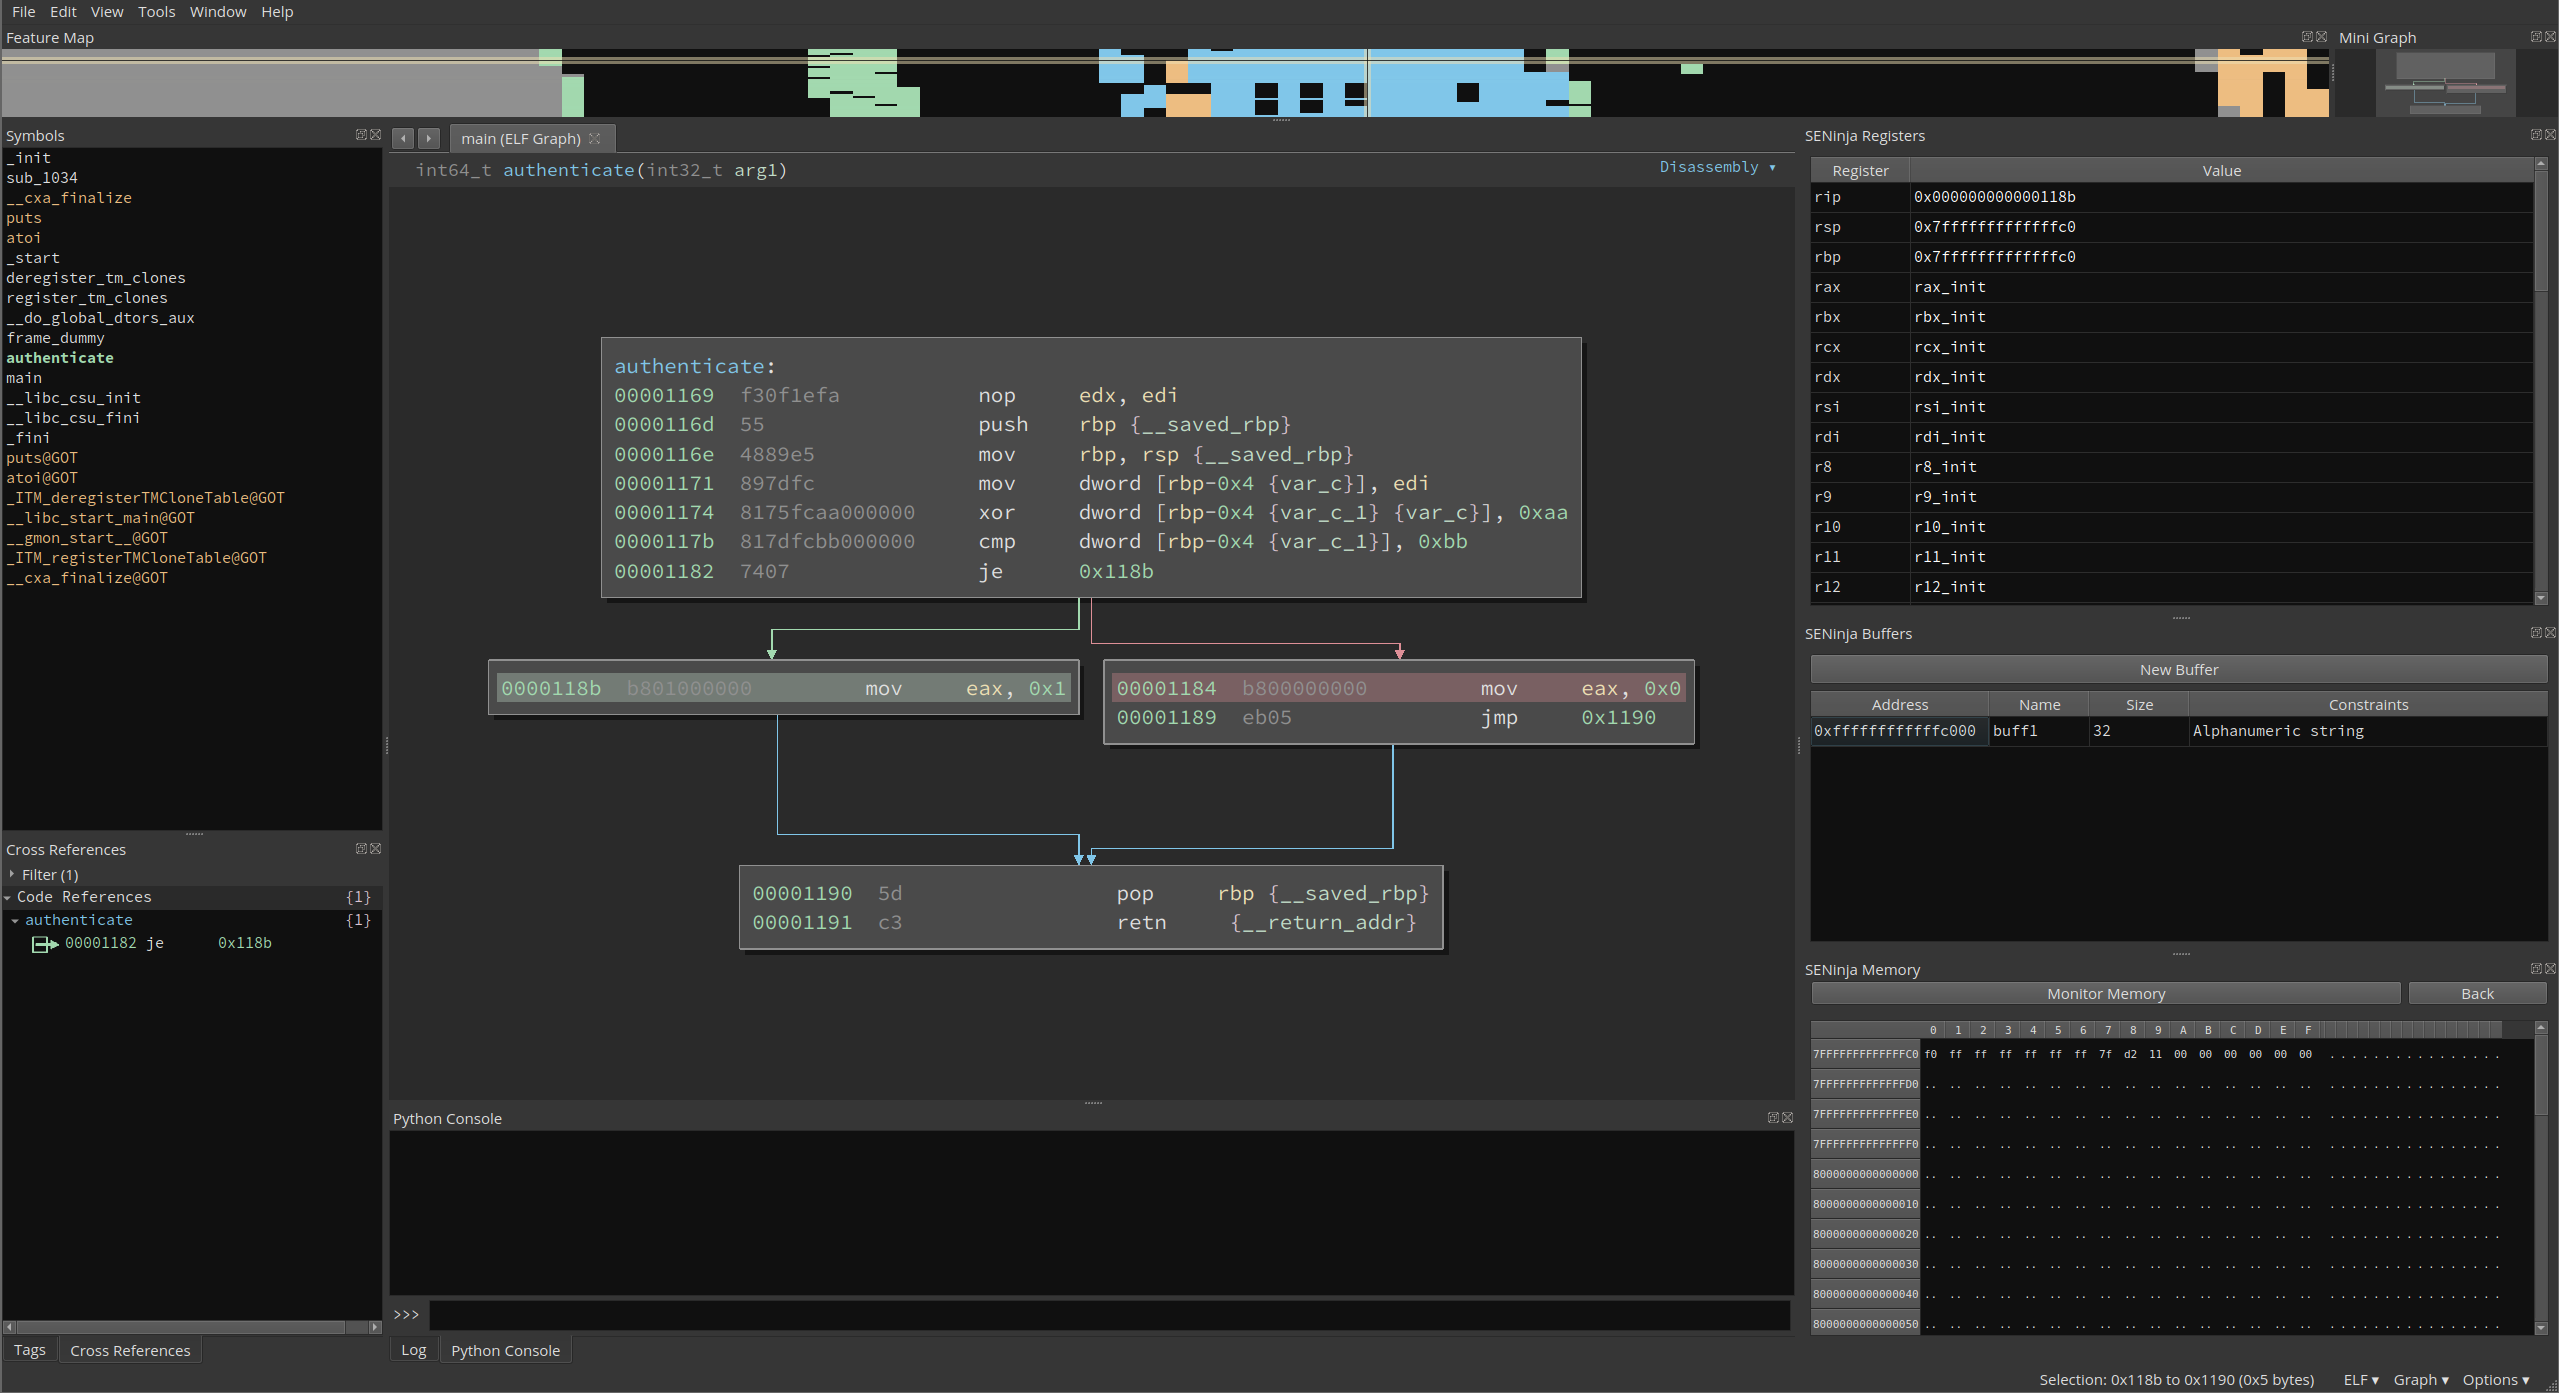 File Edit View Tools Window Help
Feature Map
Mini Graph
Symbols
_init
sub_1034
__cxa_finalize
puts
atoi
_start
deregister_tm_clones
register_tm_clones
__do_global_dtors_aux
frame_dummy
authenticate
main
__libc_csu_init
__libc_csu_fini
_fini
puts@GOT
atoi@GOT
_ITM_deregisterTMCloneTable@GOT
__libc_start_main@GOT
__gmon_start__@GOT
_ITM_registerTMCloneTable@GOT
__cxa_finalize@GOT
Cross References
Filter (1)
Code References {1}
authenticate {1}
00001182 je 0x118b
Tags Cross References
main (ELF Graph)
int64_t authenticate(int32_t arg1)
Disassembly ▾
authenticate:
00001169 f30f1efa nop edx, edi
0000116d 55 push rbp {__saved_rbp}
0000116e 4889e5 mov rbp, rsp {__saved_rbp}
00001171 897dfc mov dword [rbp-0x4 {var_c}], edi
00001174 8175fcaa000000 xor dword [rbp-0x4 {var_c_1} {var_c}], 0xaa
0000117b 817dfcbb000000 cmp dword [rbp-0x4 {var_c_1}], 0xbb
00001182 7407 je 0x118b
0000118b b801000000 mov eax, 0x1
00001184 b800000000 mov eax, 0x0
00001189 eb05 jmp 0x1190
00001190 5d pop rbp {__saved_rbp}
00001191 c3 retn {__return_addr}
Python Console
>>>
Log Python Console
SENinja Registers
Register Value
rip 0x000000000000118b
rsp 0x7fffffffffffffc0
rbp 0x7fffffffffffffc0
rax rax_init
rbx rbx_init
rcx rcx_init
rdx rdx_init
rsi rsi_init
rdi rdi_init
r8 r8_init
r9 r9_init
r10 r10_init
r11 r11_init
r12 r12_init
SENinja Buffers
New Buffer
Address Name Size Constraints
0xffffffffffffc000 buff1 32 Alphanumeric string
SENinja Memory
Monitor Memory Back
0 1 2 3 4 5 6 7 8 9 A B C D E F
7FFFFFFFFFFFFFC0 f0 ff ff ff ff ff ff 7f d2 11 00 00 00 00 00 00 ................
7FFFFFFFFFFFFFD0 .. .. .. .. .. .. .. .. .. .. .. .. .. .. .. .. ................
7FFFFFFFFFFFFFE0 .. .. .. .. .. .. .. .. .. .. .. .. .. .. .. .. ................
7FFFFFFFFFFFFFF0 .. .. .. .. .. .. .. .. .. .. .. .. .. .. .. .. ................
8000000000000000 .. .. .. .. .. .. .. .. .. .. .. .. .. .. .. .. ................
8000000000000010 .. .. .. .. .. .. .. .. .. .. .. .. .. .. .. .. ................
8000000000000020 .. .. .. .. .. .. .. .. .. .. .. .. .. .. .. .. ................
8000000000000030 .. .. .. .. .. .. .. .. .. .. .. .. .. .. .. .. ................
8000000000000040 .. .. .. .. .. .. .. .. .. .. .. .. .. .. .. .. ................
8000000000000050 .. .. .. .. .. .. .. .. .. .. .. .. .. .. .. .. ................
Selection: 0x118b to 0x1190 (0x5 bytes) ELF ▾ Graph ▾ Options ▾